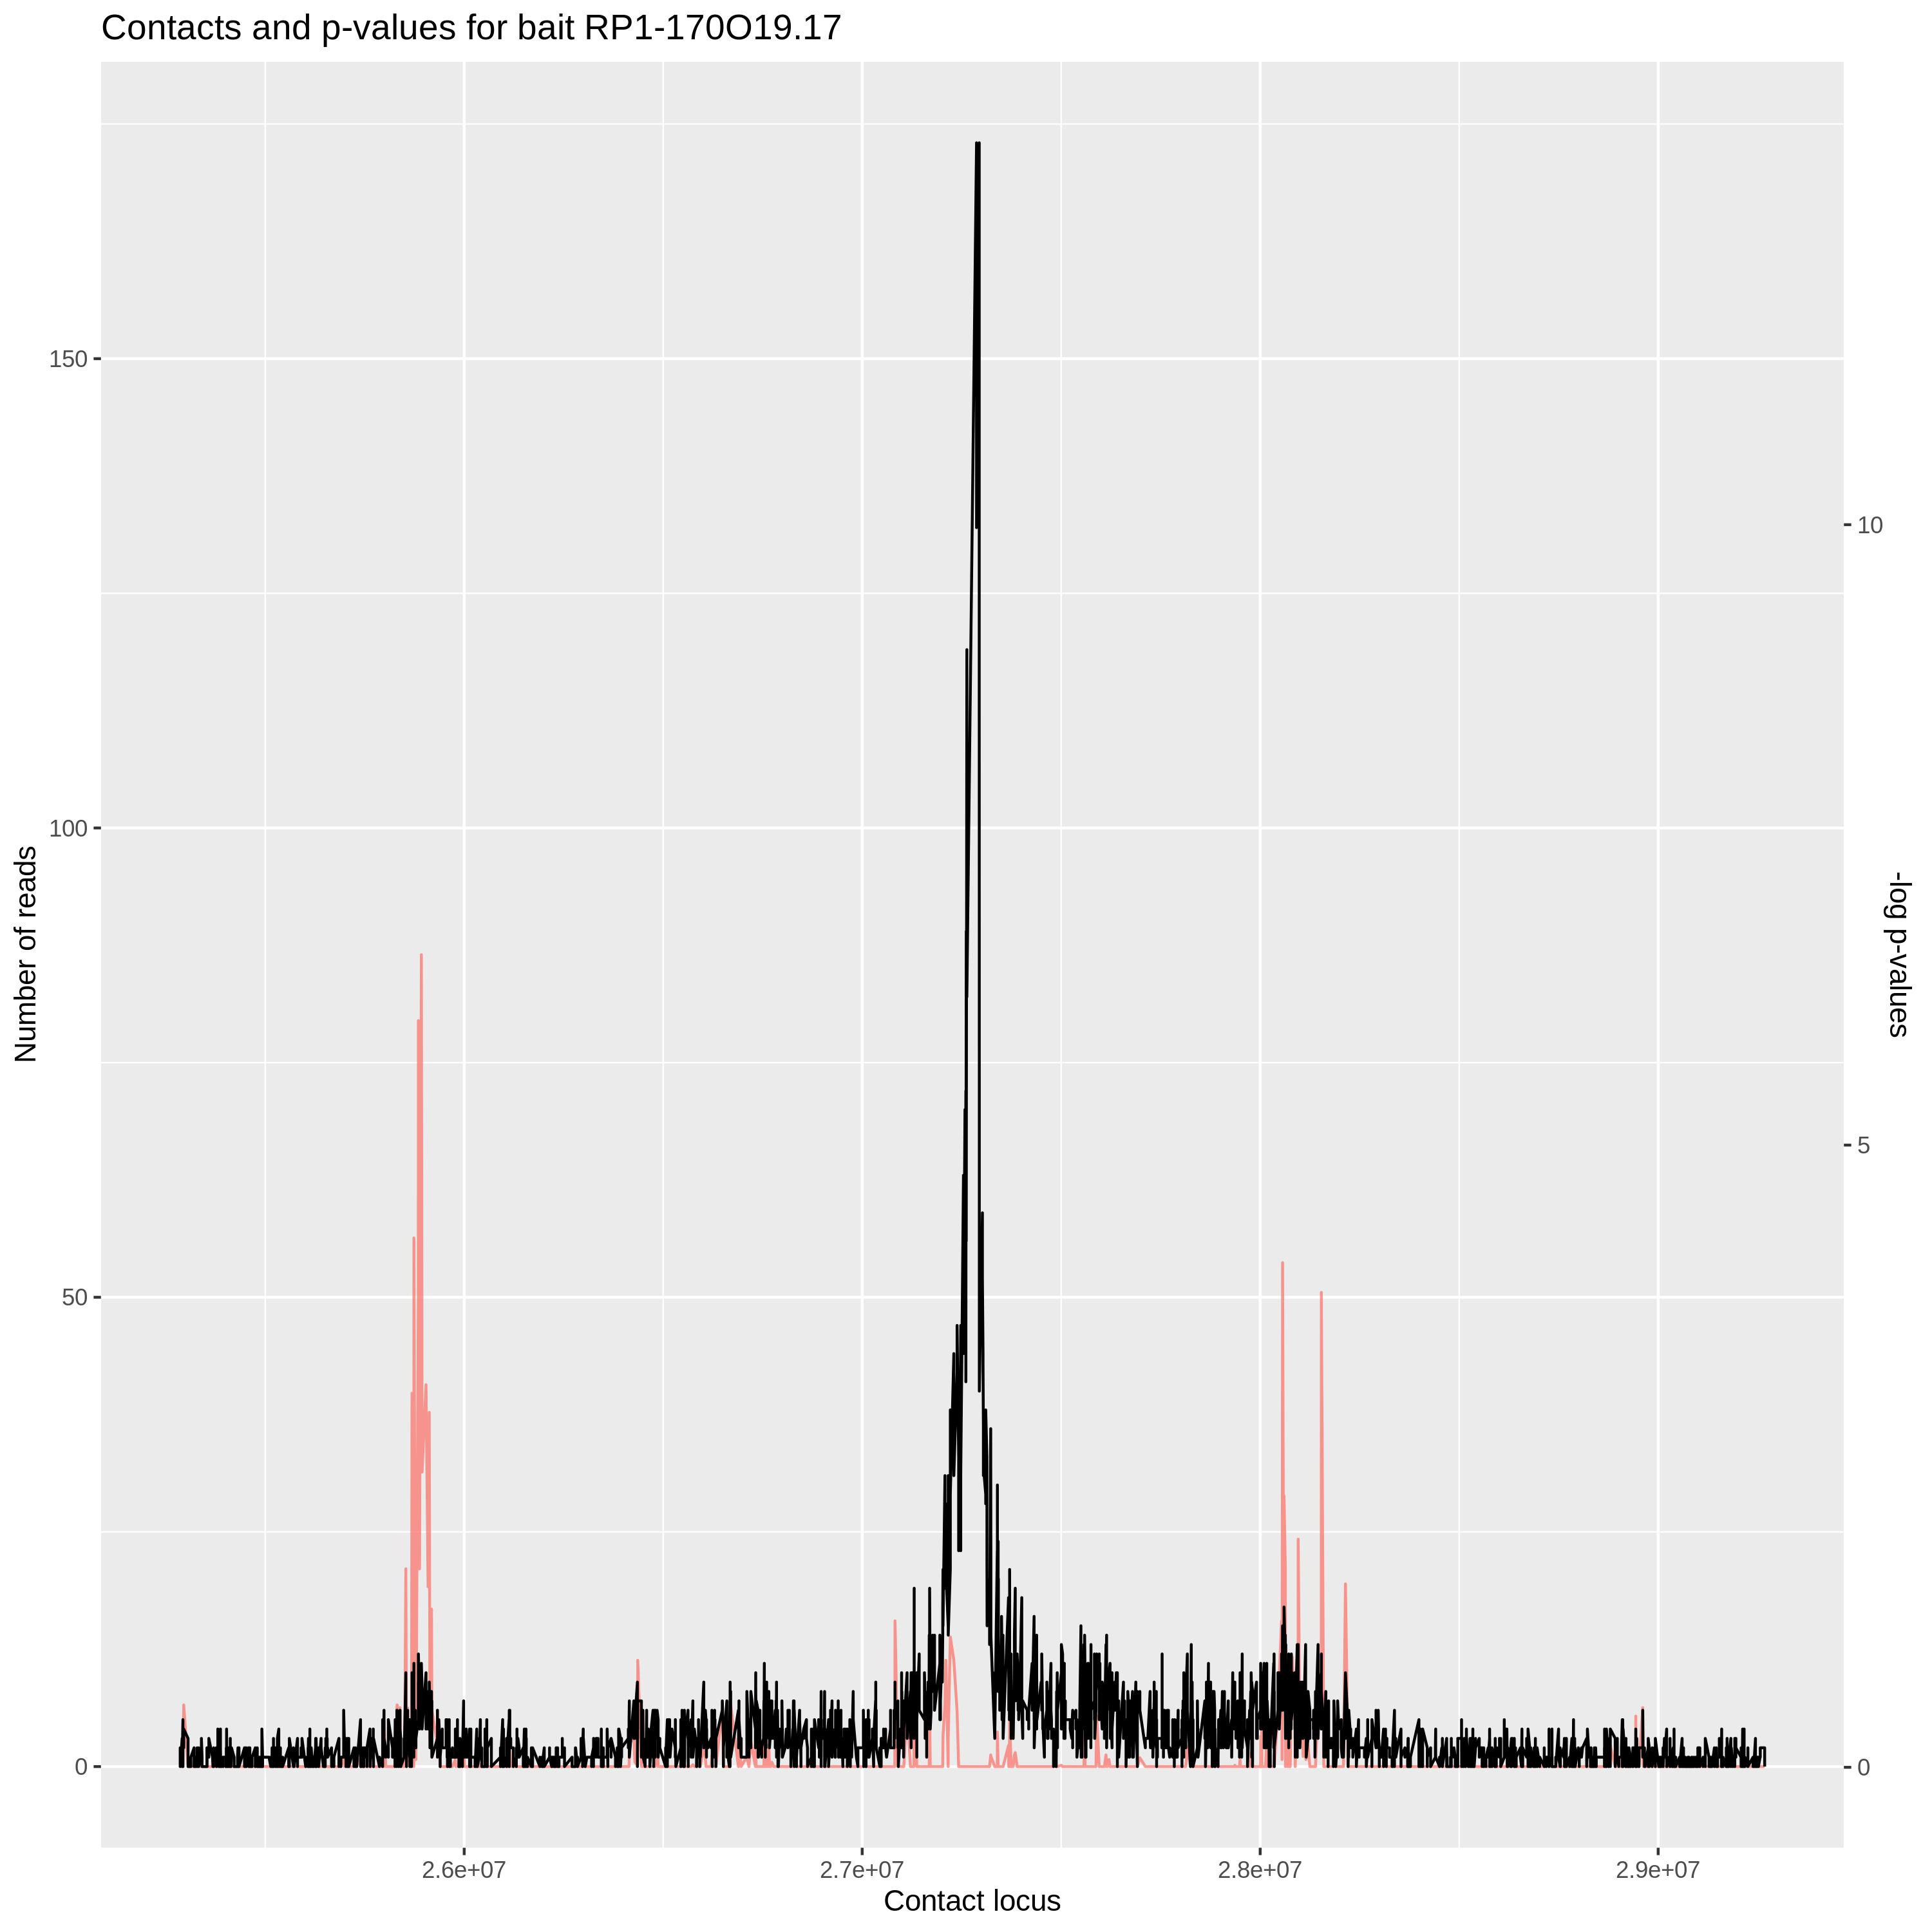 Contacts and p-values for bait RP1-170O19.17
150
100
50
0
Number of reads
10
5
0
-log p-values
2.6e+07
2.7e+07
2.8e+07
2.9e+07
Contact locus